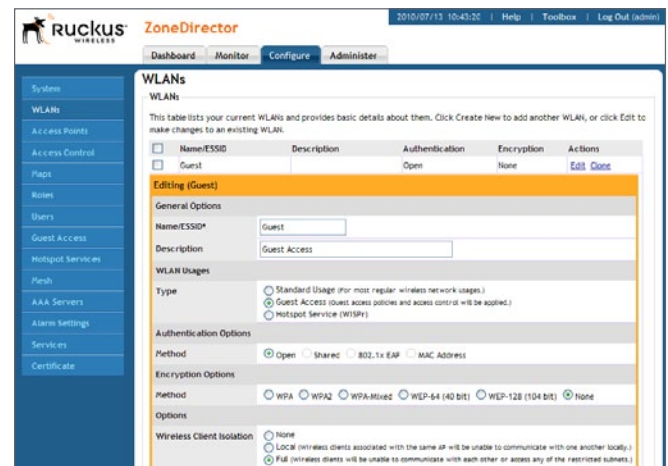 2010/07/13 10:43:20 | Help | Toolbox | Log Out (admin)
Ruckus WIRELESS
ZoneDirector
Dashboard Monitor Configure Administer
System
WLANs
Access Points
Access Control
Maps
Roles
Users
Guest Access
Hotspot Services
Mesh
AAA Servers
Alarm Settings
Services
Certificate
WLANs
WLANs
This table lists your current WLANs and provides basic details about them. Click Create New to add another WLAN, or click Edit to
make changes to an existing WLAN.
Name/ESSID Description Authentication Encryption Actions
Guest Open None Edit Clone
Editing (Guest)
General Options
Name/ESSID* Guest
Description Guest Access
WLAN Usages
Type Standard Usage (For most regular wireless network usages.)
Guest Access (Guest access policies and access control will be applied.)
Hotspot Service (WISPr)
Authentication Options
Method Open Shared 802.1x EAP MAC Address
Encryption Options
Method WPA WPA2 WPA-Mixed WEP-64 (40 bit) WEP-128 (104 bit) None
Options
Wireless Client Isolation None
Local (Wireless clients associated with the same AP will be unable to communicate with one another locally.)
Full (Wireless clients will be unable to communicate with each other or access any of the restricted subnets.)